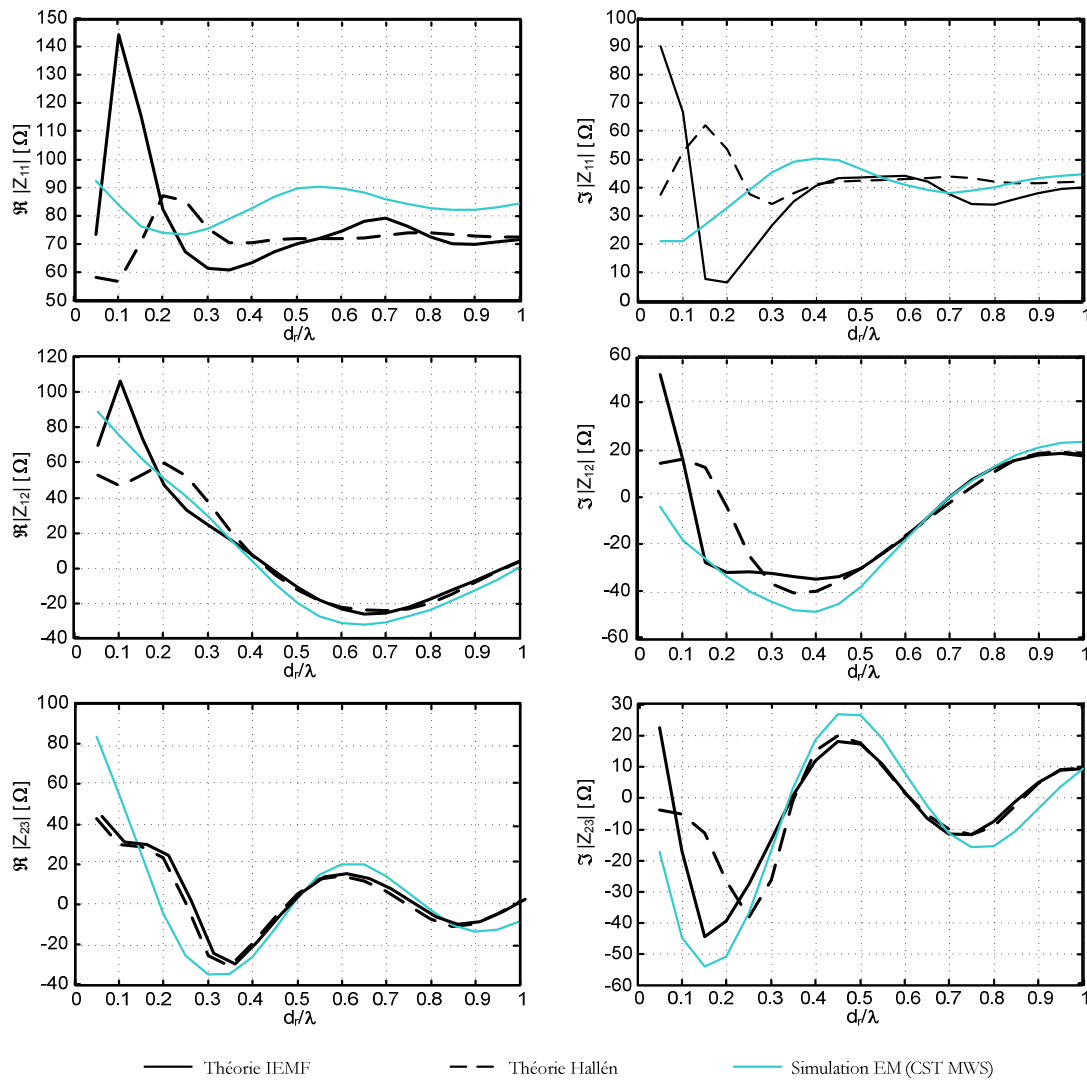 150
140
130
120
110
100
90
80
70
60
50
ℜ |Z11| [Ω]
0 0.1 0.2 0.3 0.4 0.5 0.6 0.7 0.8 0.9 1
dr/λ
100
90
80
70
60
50
40
30
20
10
0
ℑ |Z11| [Ω]
0 0.1 0.2 0.3 0.4 0.5 0.6 0.7 0.8 0.9 1
dr/λ
120
100
80
60
40
20
0
-20
-40
ℜ |Z12| [Ω]
0 0.1 0.2 0.3 0.4 0.5 0.6 0.7 0.8 0.9 1
dr/λ
60
40
20
0
-20
-40
-60
ℑ |Z12| [Ω]
0 0.1 0.2 0.3 0.4 0.5 0.6 0.7 0.8 0.9 1
dr/λ
100
80
60
40
20
0
-20
-40
ℜ |Z23| [Ω]
0 0.1 0.2 0.3 0.4 0.5 0.6 0.7 0.8 0.9 1
dr/λ
30
20
10
0
-10
-20
-30
-40
-50
-60
ℑ |Z23| [Ω]
0 0.1 0.2 0.3 0.4 0.5 0.6 0.7 0.8 0.9 1
dr/λ
Théorie IEMF Théorie Hallén Simulation EM (CST MWS)